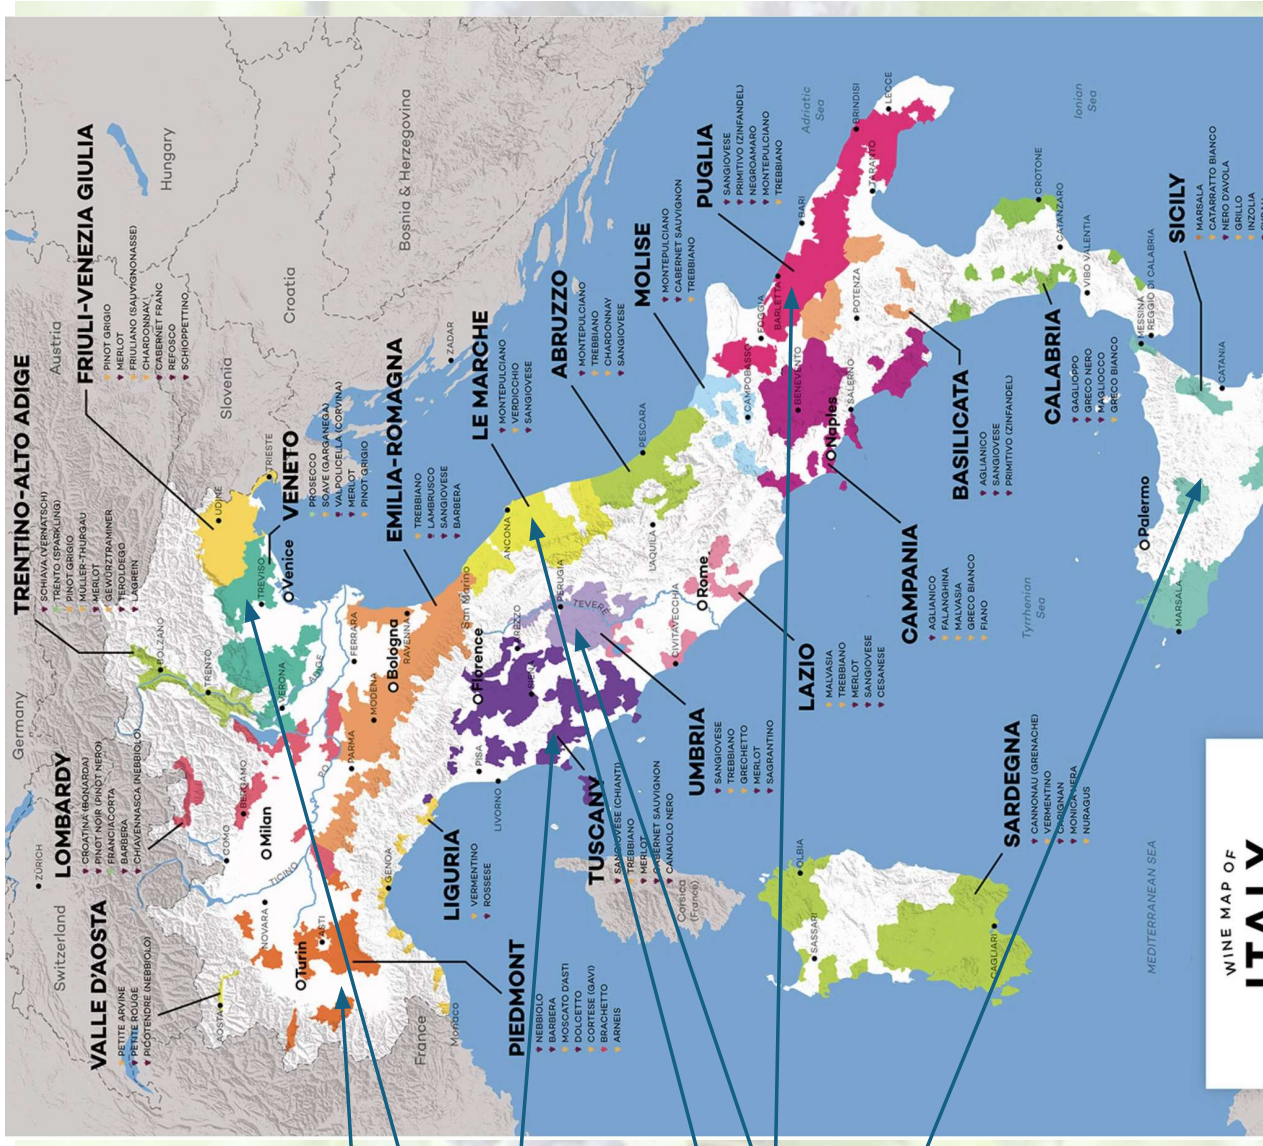 Switzerland
ZÜRICH
Germany
Austria
Hungary
Slovenia
Croatia
Bosnia & Herzegovina
ZADAR
VALLE D'AOSTA
PETITE ARVINE
PETITE ROUGE
PICOTENDRE (NEBBIOLO)
AOSTA
LOMBARDY
CROATINA (BONARDA)
PINOT NOIR (PINOT NERO)
FRANCIACORTA
BARBERA
CHIAVENNASCA (NEBBIOLO)
COMO
BERGAMO
Milan
TICINO
TRENTINO-ALTO ADIGE
SCHIAVA (VERNATSCH)
TRENTO (SPARKLING)
PINOT GRIGIO
MÜLLER-THURGAU
MERLOT
GEWÜRZTRAMINER
TEROLDEGO
LAGREIN
BOLZANO
TRENTO
FRIULI-VENEZIA GIULIA
PINOT GRIGIO
MERLOT
FRIULIANO (SAUVIGNONASSE)
CHARDONNAY
CABERNET FRANC
REFOSCO
SCHIOPPETTINO
UDINE
TRIESTE
VENETO
PROSECCO
SOAVE (GARGANEGA)
VALPOLICELLA (CORVINA)
MERLOT
PINOT GRIGIO
TREVISO
Venice
VERONA
ADIGE
PO
EMILIA-ROMAGNA
TREBBIANO
LAMBRUSCO
SANGIOVESE
BARBERA
FERRARA
Bologna
RAVENNA
MODENA
PARMA
San Marino
PIEDMONT
NEBBIOLO
BARBERA
MOSCATO D'ASTI
DOLCETTO
CORTESE (GAVI)
BRACHETTO
ARNEIS
NOVARA
Turin
ASTI
France
Monaco
LIGURIA
VERMENTINO
ROSSESE
GENOA
TUSCANY
SANGIOVESE (CHIANTI)
TREBBIANO
MERLOT
CABERNET SAUVIGNON
CANAIOLO NERO
LIVORNO
PISA
Florence
AREZZO
SIENA
Corsica
(France)
LE MARCHE
MONTEPULCIANO
VERDICCHIO
SANGIOVESE
ANCONA
UMBRIA
SANGIOVESE
TREBBIANO
GRECHETTO
MERLOT
SAGRANTINO
PERUGIA
TEVERE
ABRUZZO
MONTEPULCIANO
TREBBIANO
CHARDONNAY
SANGIOVESE
PESCARA
L'AQUILA
LAZIO
MALVASIA
TREBBIANO
MERLOT
SANGIOVESE
CESANESE
CIVITAVECCHIA
Rome
MOLISE
MONTEPULCIANO
CABERNET SAUVIGNON
TREBBIANO
CAMPOBASSO
PUGLIA
SANGIOVESE
PRIMITIVO (ZINFANDEL)
NEGROAMARO
MONTEPULCIANO
TREBBIANO
FOGGIA
BARLETTA
BARI
TARANTO
BRINDISI
LECCE
Adriatic
Sea
CAMPANIA
AGLIANICO
FALANGHINA
MALVASIA
GRECO BIANCO
FIANO
BENEVENTO
Naples
SALERNO
BASILICATA
AGLIANICO
SANGIOVESE
PRIMITIVO (ZINFANDEL)
POTENZA
CALABRIA
GAGLIOPPO
GRECO NERO
MAGLIOCCO
GRECO BIANCO
CROTONE
CATANZARO
VIBO VALENTIA
REGGIO DI CALABRIA
Ionian
Sea
Tyrrhenian
Sea
SICILY
MARSALA
CATARRATTO BIANCO
NERO D'AVOLA
GRILLO
INZOLIA
MESSINA
CATANIA
Palermo
MARSALA
SARDEGNA
CANNONAU (GRENACHE)
VERMENTINO
CARIGNAN
MONICA NERA
NURAGUS
OLBIA
SASSARI
CAGLIARI
MEDITERRANEAN SEA
WINE MAP OF
ITALY